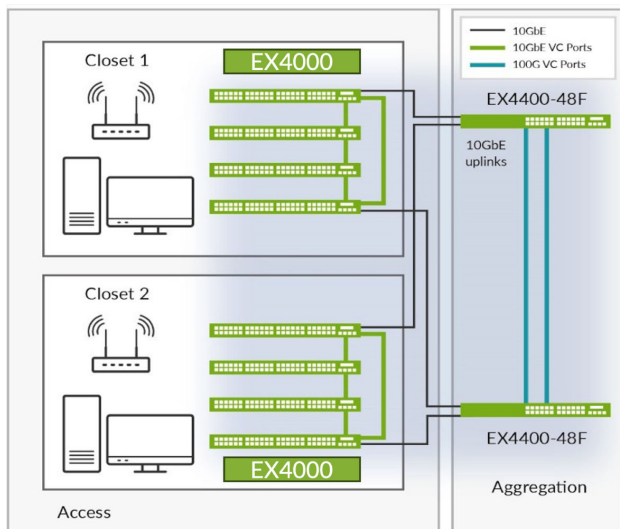 Closet 1
EX4000
10GbE
10GbE VC Ports
100G VC Ports
EX4400-48F
10GbE
uplinks
Closet 2
EX4000
EX4400-48F
Access
Aggregation